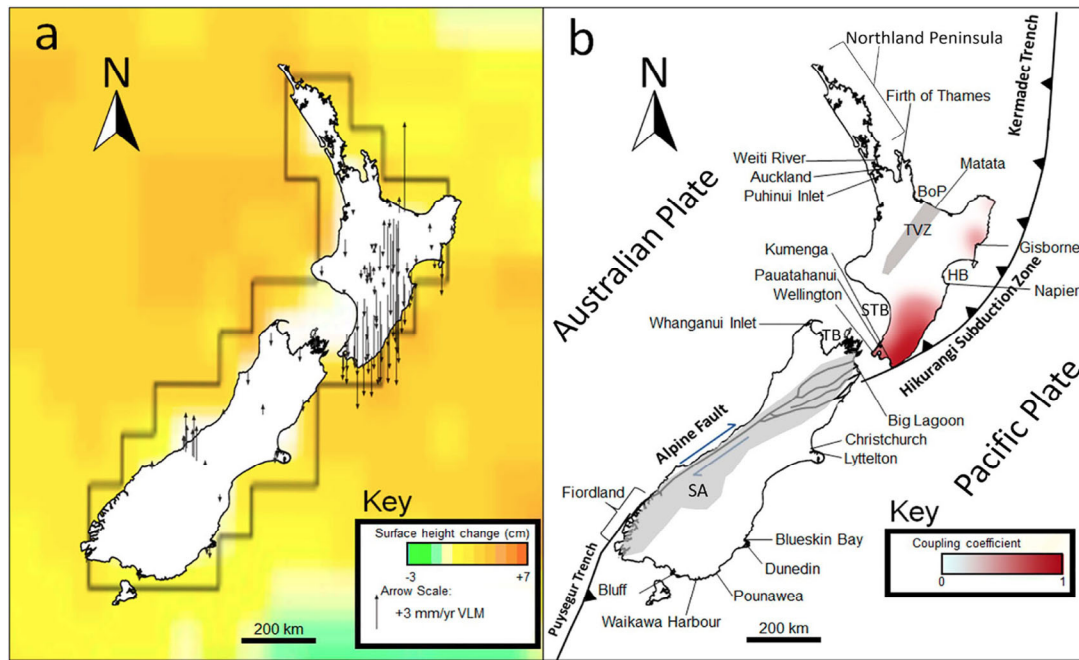 a
N
Key
Surface height change (cm)
-3
+7
Arrow Scale:
+3 mm/yr VLM
200 km
b
N
Northland Peninsula
Kermadec Trench
Firth of Thames
Weiti River
Auckland
Puhinui Inlet
Matata
BoP
TVZ
Australian Plate
Kumenga
Pauatahanui
Wellington
Gisborne
HB
Napier
STB
Whanganui Inlet
TB
Hikurangi Subduction Zone
Big Lagoon
Alpine Fault
Christchurch
Lyttelton
Pacific Plate
SA
Fiordland
Key
Coupling coefficient
0
1
Blueskin Bay
Dunedin
Puysegur Trench
Bluff
Pounawea
Waikawa Harbour
200 km